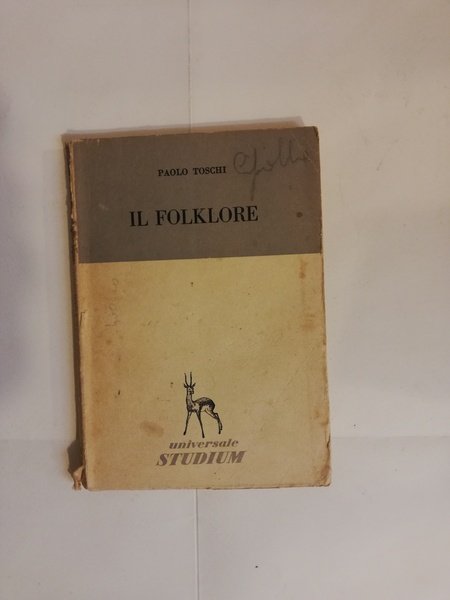 PAOLO TOSCHI
IL FOLKLORE
universale
STUDIUM